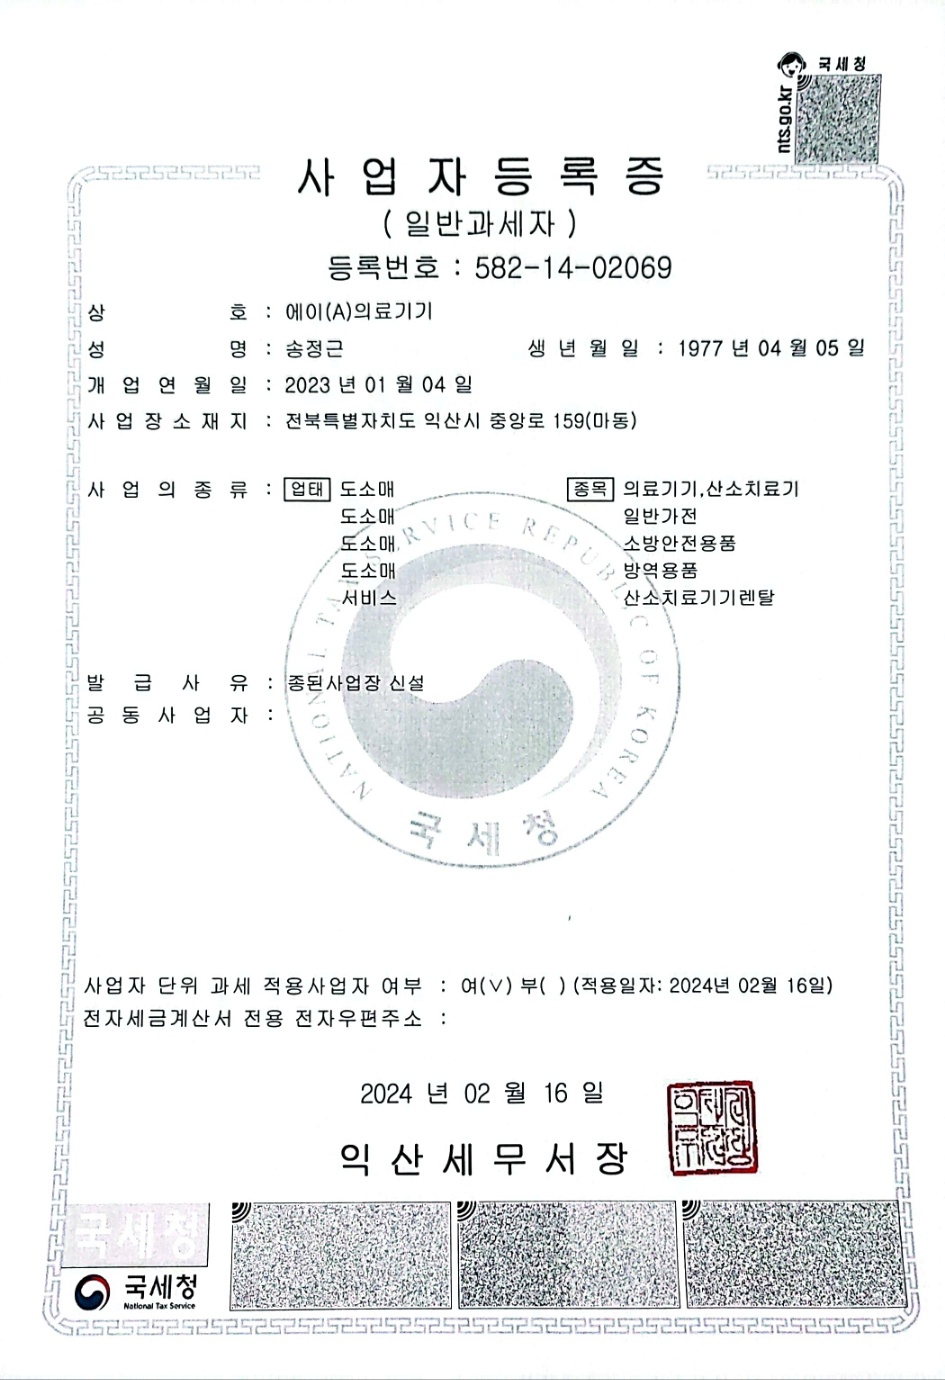 국세청
nts.go.kr
사업자등록증
( 일반과세자 )
등록번호 : 582-14-02069
상 호 : 에이(A)의료기기
성 명 : 송정근 생 년 월 일 : 1977 년 04 월 05 일
개 업 연 월 일 : 2023 년 01 월 04 일
사 업 장 소 재 지 : 전북특별자치도 익산시 중앙로 159(마동)
사 업 의 종 류 : 업태 도소매 종목 의료기기,산소치료기
도소매 일반가전
도소매 소방안전용품
도소매 방역용품
서비스 산소치료기기렌탈
발 급 사 유 : 종된사업장 신설
공 동 사 업 자 :
NATIONAL TAX SERVICE REPUBLIC OF KOREA
국세청
사업자 단위 과세 적용사업자 여부 : 여(∨) 부( ) (적용일자: 2024년 02월 16일)
전자세금계산서 전용 전자우편주소 :
2024 년 02 월 16 일
익산세무서장
국세청
국세청
National Tax Service